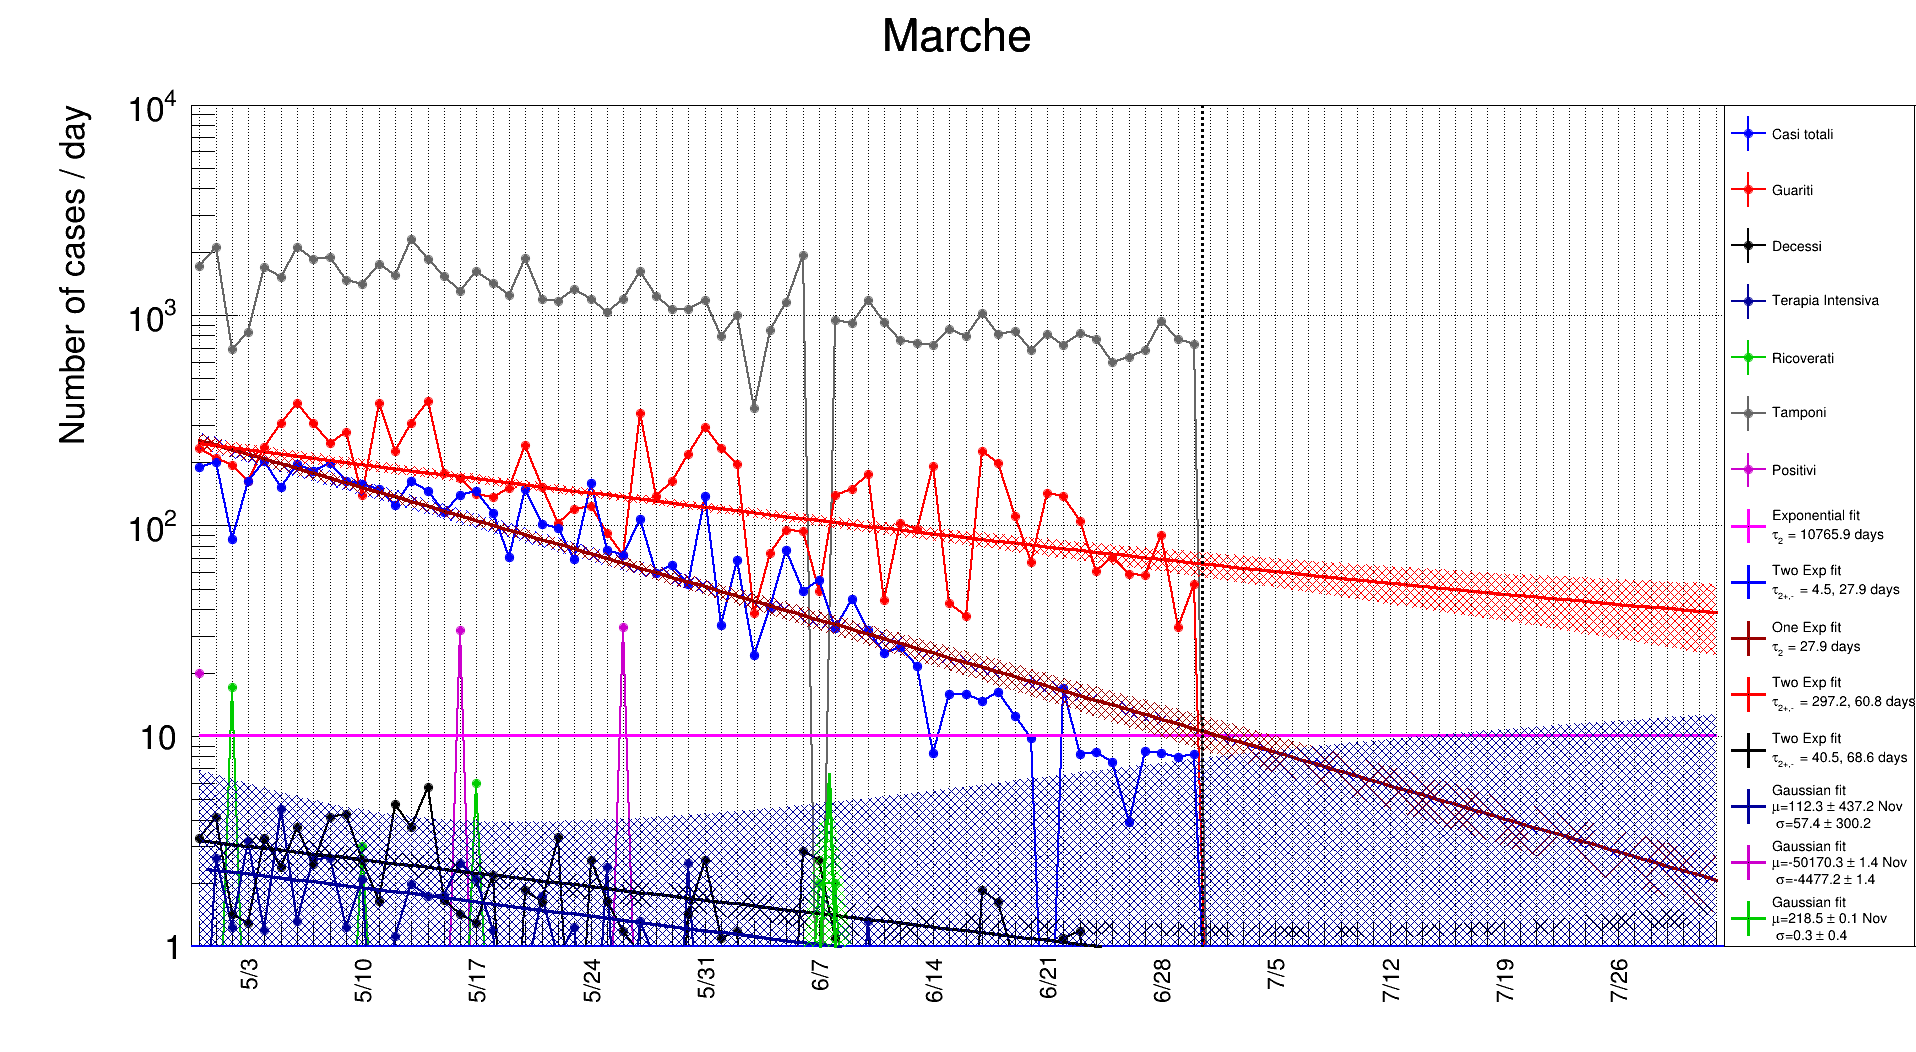 Marche
Number of cases / day
10⁴
10³
10²
10
1
5/3
5/10
5/17
5/24
5/31
6/7
6/14
6/21
6/28
7/5
7/12
7/19
7/26
Casi totali
Guariti
Decessi
Terapia Intensiva
Ricoverati
Tamponi
Positivi
Exponential fit
τ₂ = 10765.9 days
Two Exp fit
τ₂₊,₋ = 4.5, 27.9 days
One Exp fit
τ₂ = 27.9 days
Two Exp fit
τ₂₊,₋ = 297.2, 60.8 days
Two Exp fit
τ₂₊,₋ = 40.5, 68.6 days
Gaussian fit
μ=112.3 ± 437.2 Nov
σ=57.4 ± 300.2
Gaussian fit
μ=-50170.3 ± 1.4 Nov
σ=-4477.2 ± 1.4
Gaussian fit
μ=218.5 ± 0.1 Nov
σ=0.3 ± 0.4